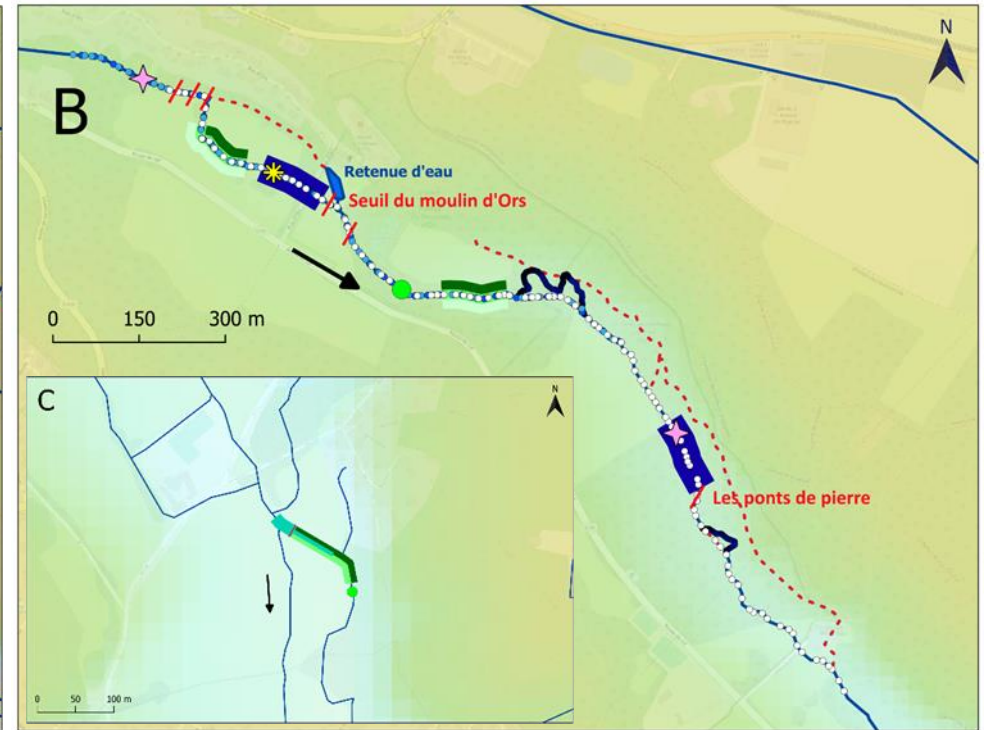 N
B
Retenue d'eau
Seuil du moulin d'Ors
0 150 300 m
C
N
Les ponts de pierre
0 50 100 m